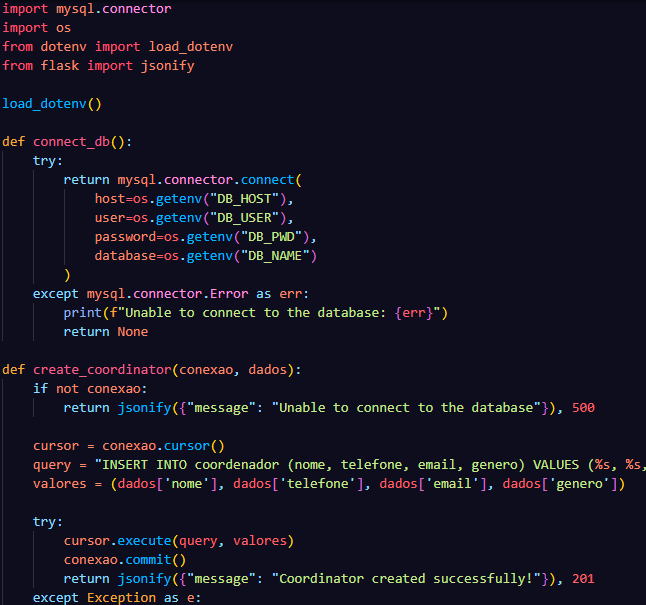 import mysql.connector
import os
from dotenv import load_dotenv
from flask import jsonify

load_dotenv()

def connect_db():
    try:
        return mysql.connector.connect(
            host=os.getenv("DB_HOST"),
            user=os.getenv("DB_USER"),
            password=os.getenv("DB_PWD"),
            database=os.getenv("DB_NAME")
        )
    except mysql.connector.Error as err:
        print(f"Unable to connect to the database: {err}")
        return None

def create_coordinator(conexao, dados):
    if not conexao:
        return jsonify({"message": "Unable to connect to the database"}), 500

    cursor = conexao.cursor()
    query = "INSERT INTO coordenador (nome, telefone, email, genero) VALUES (%s, %s,
    valores = (dados['nome'], dados['telefone'], dados['email'], dados['genero'])

    try:
        cursor.execute(query, valores)
        conexao.commit()
        return jsonify({"message": "Coordinator created successfully!"}), 201
    except Exception as e: